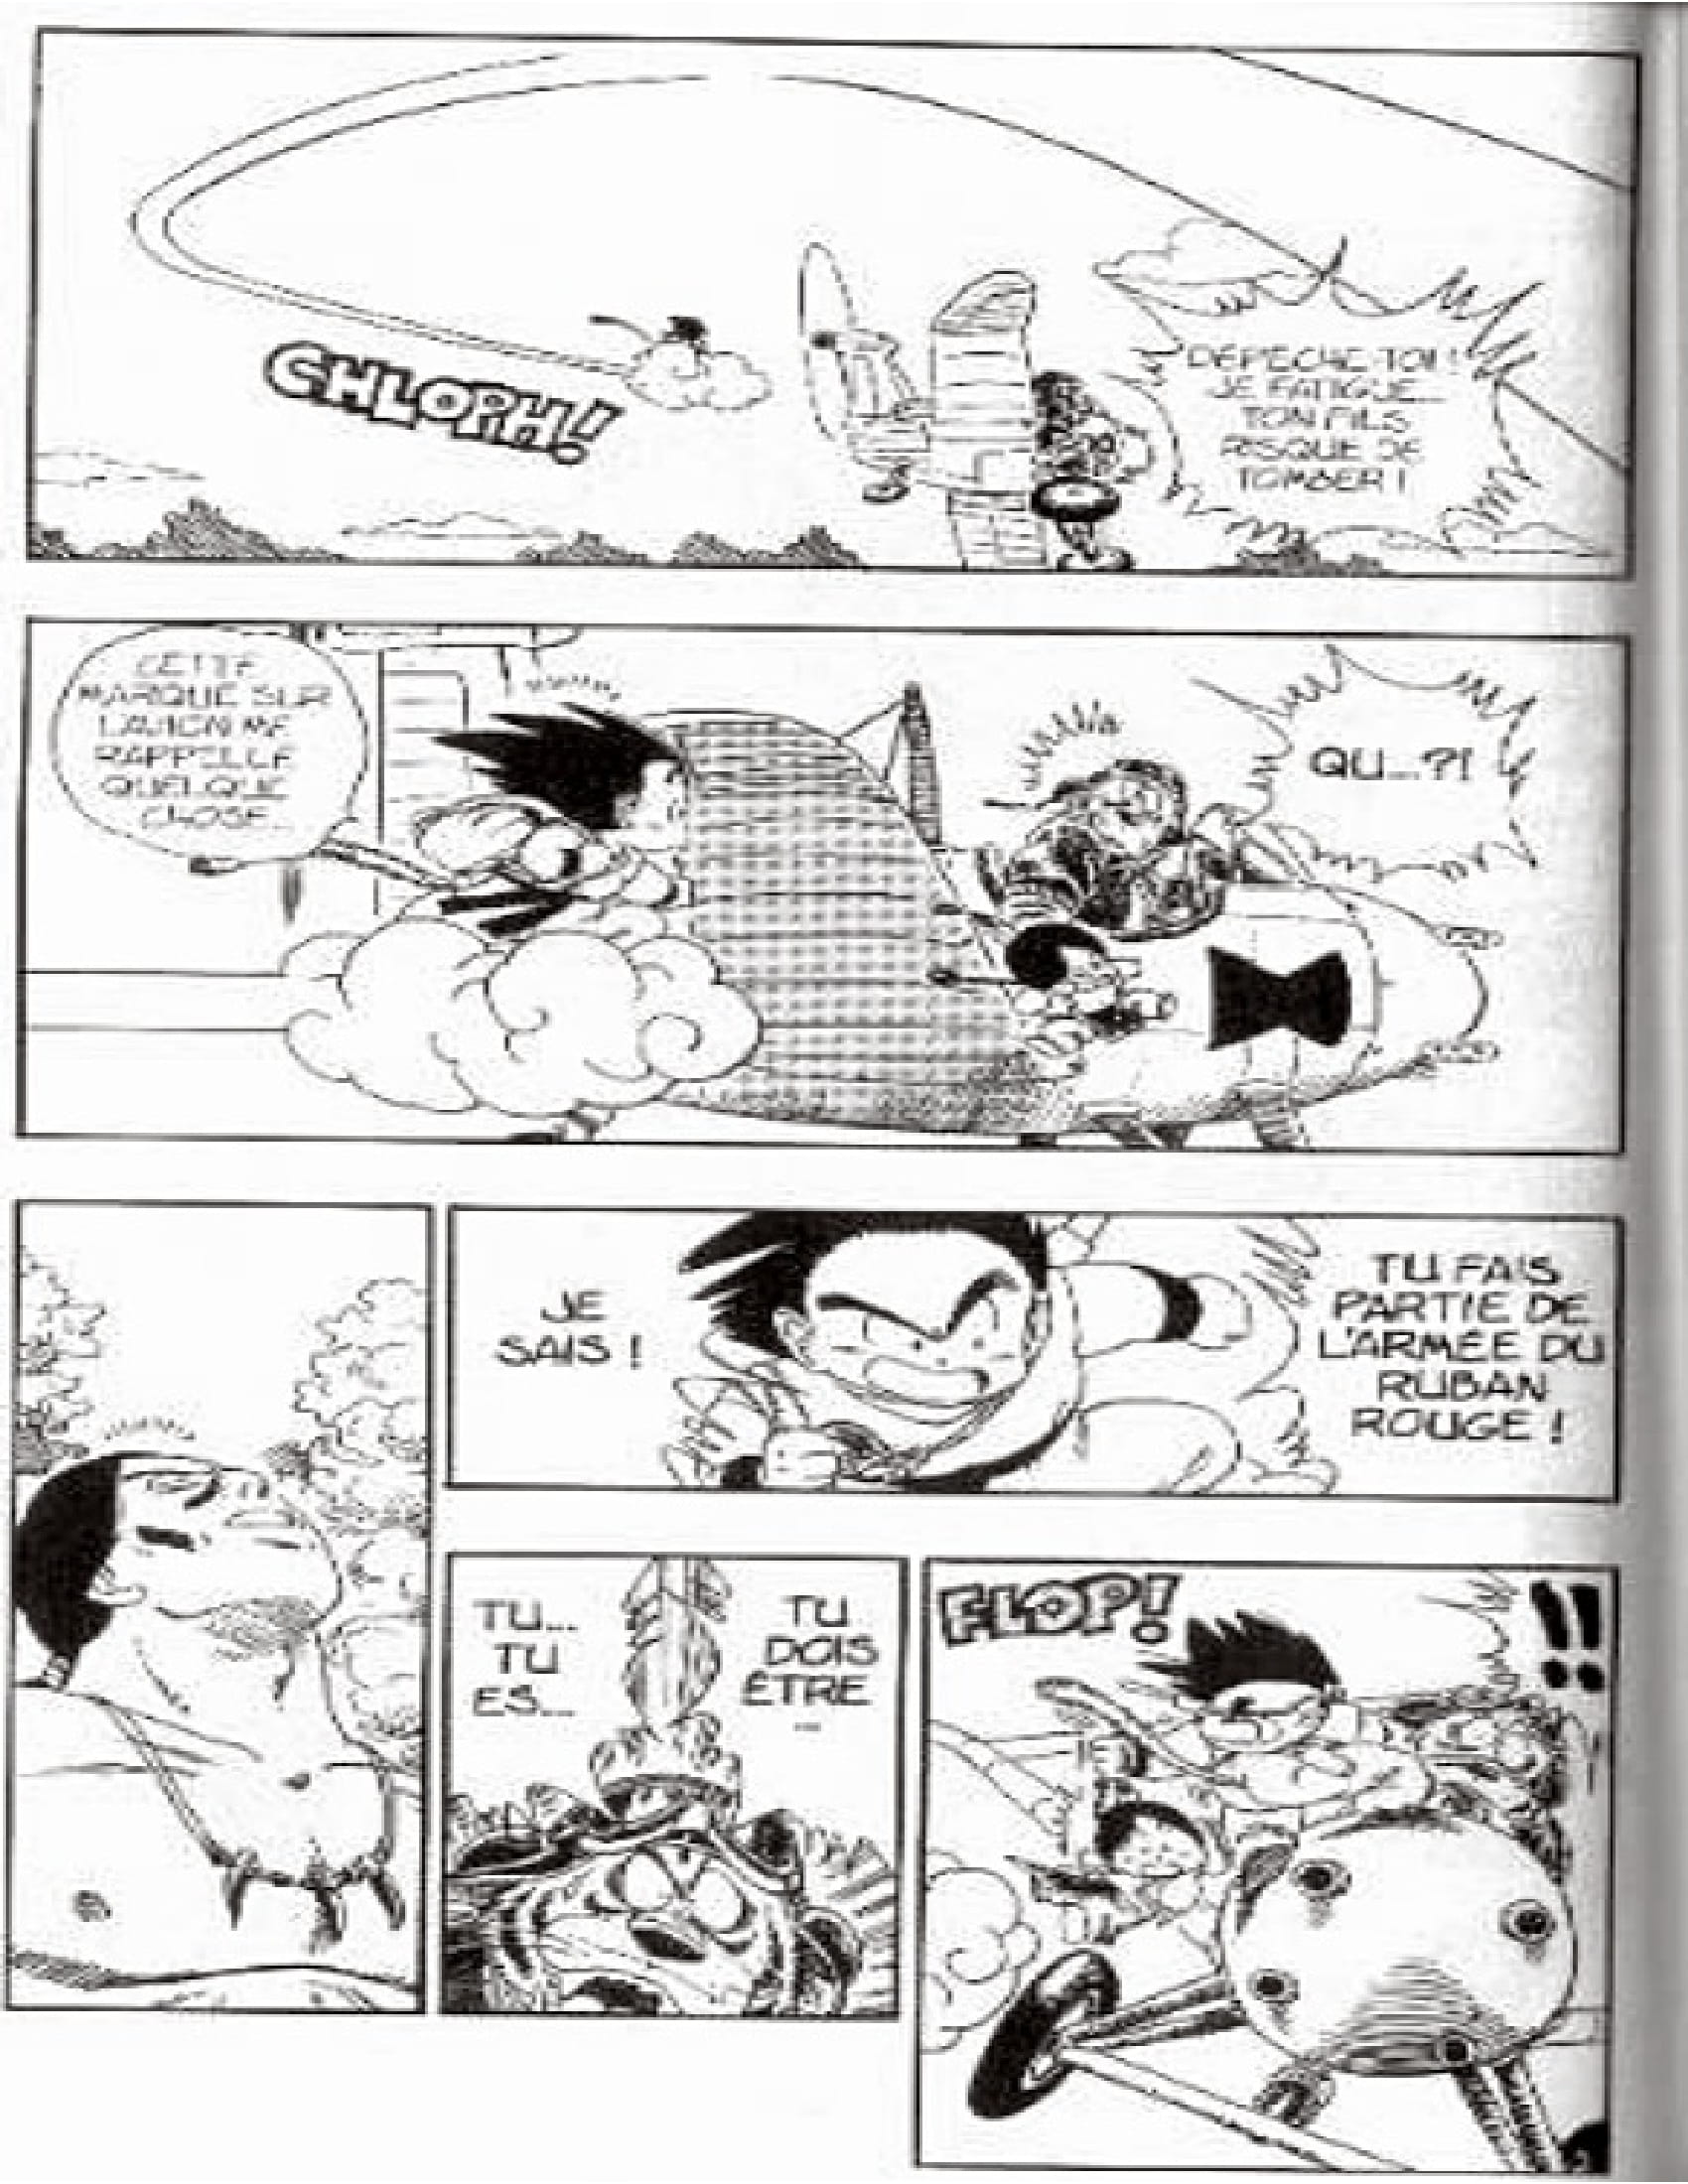 CHLOPH!
DÉPÊCHE-TOI!
JE FATIGUE...
TON FILS
RISQUE DE
TOMBER!
CETTE
MARQUE SUR
L'AVION ME
RAPPELLE
QUELQUE
CHOSE...
QU...?!
JE
SAIS!
TU FAIS
PARTIE DE
L'ARMÉE DU
RUBAN
ROUGE!
TU...
TU
ES...
TU
DOIS
ÊTRE
...
FLOP!
!!